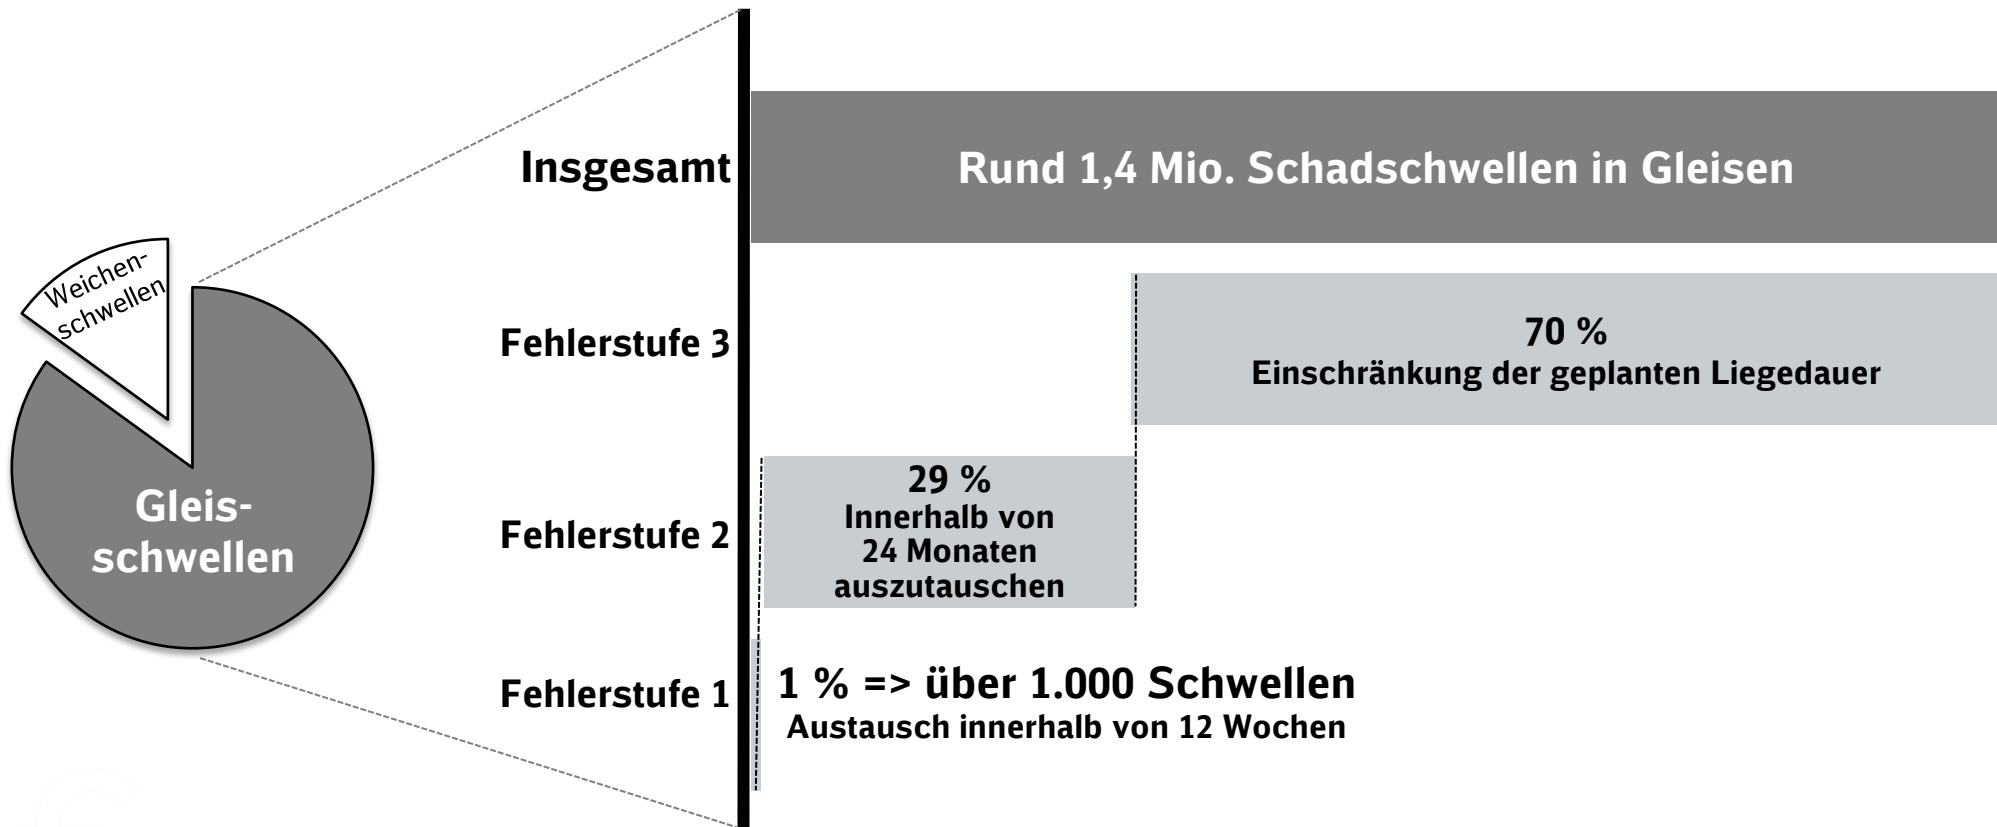 Insgesamt
Rund 1,4 Mio. Schadschwellen in Gleisen
Weichen-
schwellen
Gleis-
schwellen
Fehlerstufe 3
70 %
Einschränkung der geplanten Liegedauer
Fehlerstufe 2
29 %
Innerhalb von
24 Monaten
auszutauschen
Fehlerstufe 1
1 % => über 1.000 Schwellen
Austausch innerhalb von 12 Wochen